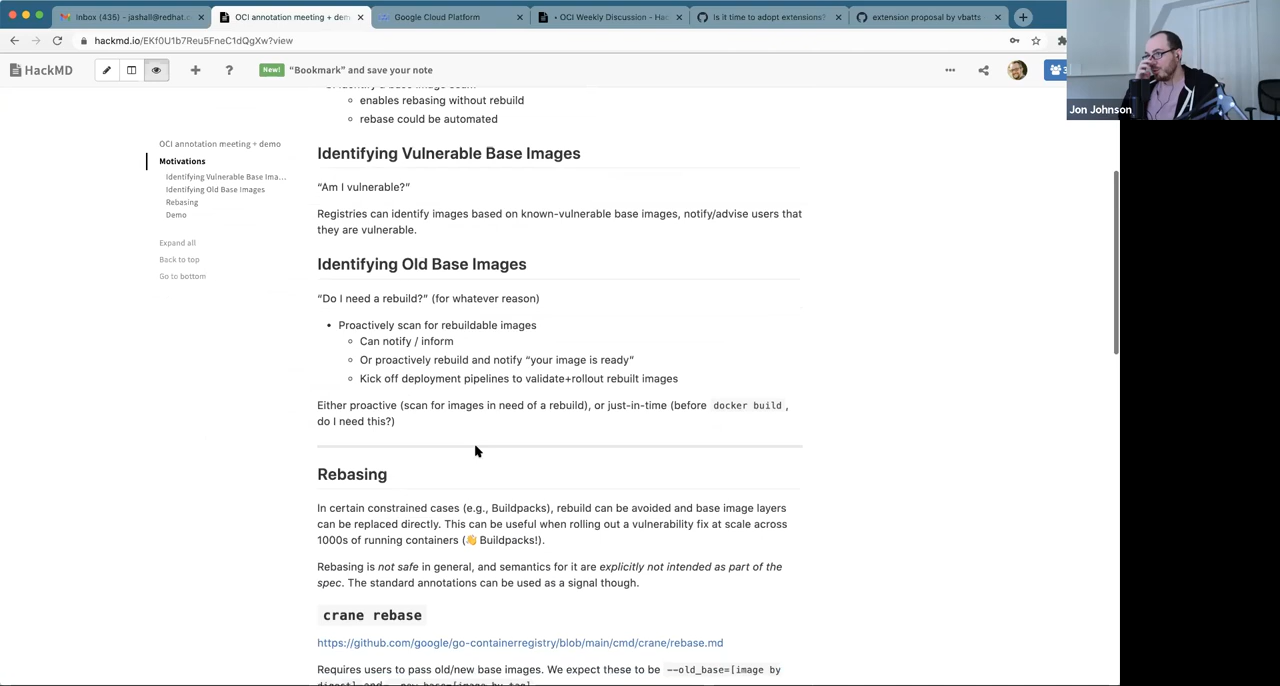 Inbox (435) - jashall@redhat.c
OCI annotation meeting + dem
Google Cloud Platform
• OCI Weekly Discussion - Hac
Is it time to adopt extensions?
extension proposal by vbatts
hackmd.io/EKf0U1b7Reu5FneC1dQgXw?view
HackMD
New! “Bookmark” and save your note
Jon Johnson
enables rebasing without rebuild
rebase could be automated
OCI annotation meeting + demo
Motivations
Identifying Vulnerable Base Ima…
Identifying Old Base Images
Rebasing
Demo
Expand all
Back to top
Go to bottom
Identifying Vulnerable Base Images
“Am I vulnerable?”
Registries can identify images based on known-vulnerable base images, notify/advise users that
they are vulnerable.
Identifying Old Base Images
“Do I need a rebuild?” (for whatever reason)
• Proactively scan for rebuildable images
Can notify / inform
Or proactively rebuild and notify “your image is ready”
Kick off deployment pipelines to validate+rollout rebuilt images
Either proactive (scan for images in need of a rebuild), or just-in-time (before docker build ,
do I need this?)
Rebasing
In certain constrained cases (e.g., Buildpacks), rebuild can be avoided and base image layers
can be replaced directly. This can be useful when rolling out a vulnerability fix at scale across
1000s of running containers (👋 Buildpacks!).
Rebasing is not safe in general, and semantics for it are explicitly not intended as part of the
spec. The standard annotations can be used as a signal though.
crane rebase
https://github.com/google/go-containerregistry/blob/main/cmd/crane/rebase.md
Requires users to pass old/new base images. We expect these to be --old_base=[image by